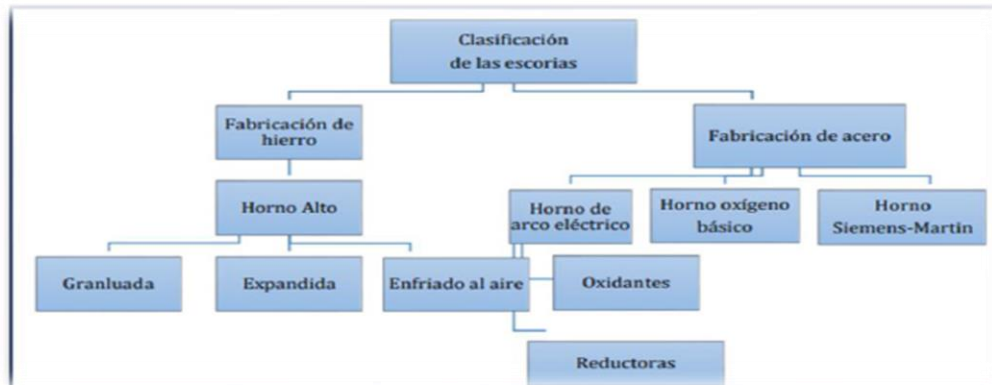 Clasificación
de las escorias
Fabricación de
hierro
Fabricación de acero
Horno Alto
Horno de
arco eléctrico
Horno oxígeno
básico
Horno
Siemens-Martin
Granluada
Expandida
Enfriado al aire
Oxidantes
Reductoras